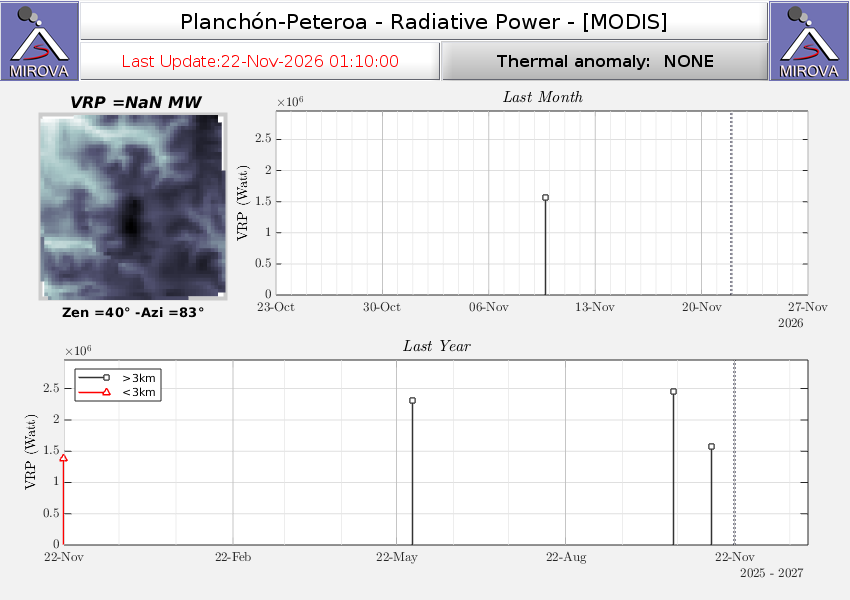 Planchón-Peteroa - Radiative Power - [MODIS]
MIROVA
Last Update:22-Nov-2026 01:10:00
Thermal anomaly: NONE
MIROVA
VRP =NaN MW
Zen =40° -Azi =83°
Last Month
×10⁶
VRP (Watt)
2.5
2
1.5
1
0.5
0
23-Oct 30-Oct 06-Nov 13-Nov 20-Nov 27-Nov
2026
Last Year
×10⁶
VRP (Watt)
>3km
<3km
2.5
2
1.5
1
0.5
0
22-Nov 22-Feb 22-May 22-Aug 22-Nov
2025 - 2027